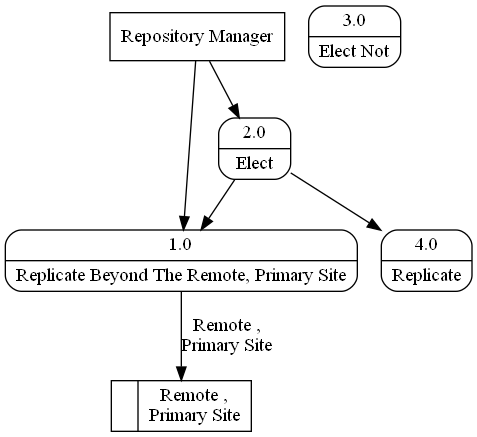 Repository Manager
3.0
Elect Not
2.0
Elect
1.0
Replicate Beyond The Remote, Primary Site
4.0
Replicate
Remote ,
Primary Site
Remote ,
Primary Site